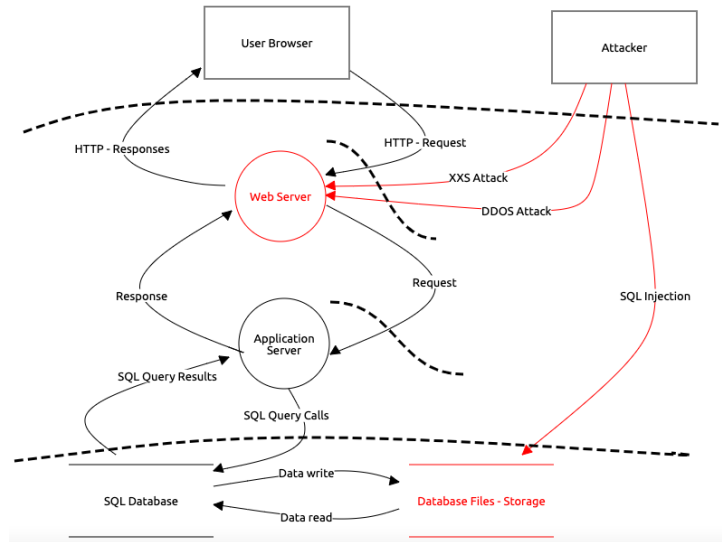 User Browser
Attacker
HTTP - Responses
HTTP - Request
XXS Attack
Web Server
DDOS Attack
Response
Request
SQL Injection
Application
Server
SQL Query Results
SQL Query Calls
Data write
SQL Database
Database Files - Storage
Data read